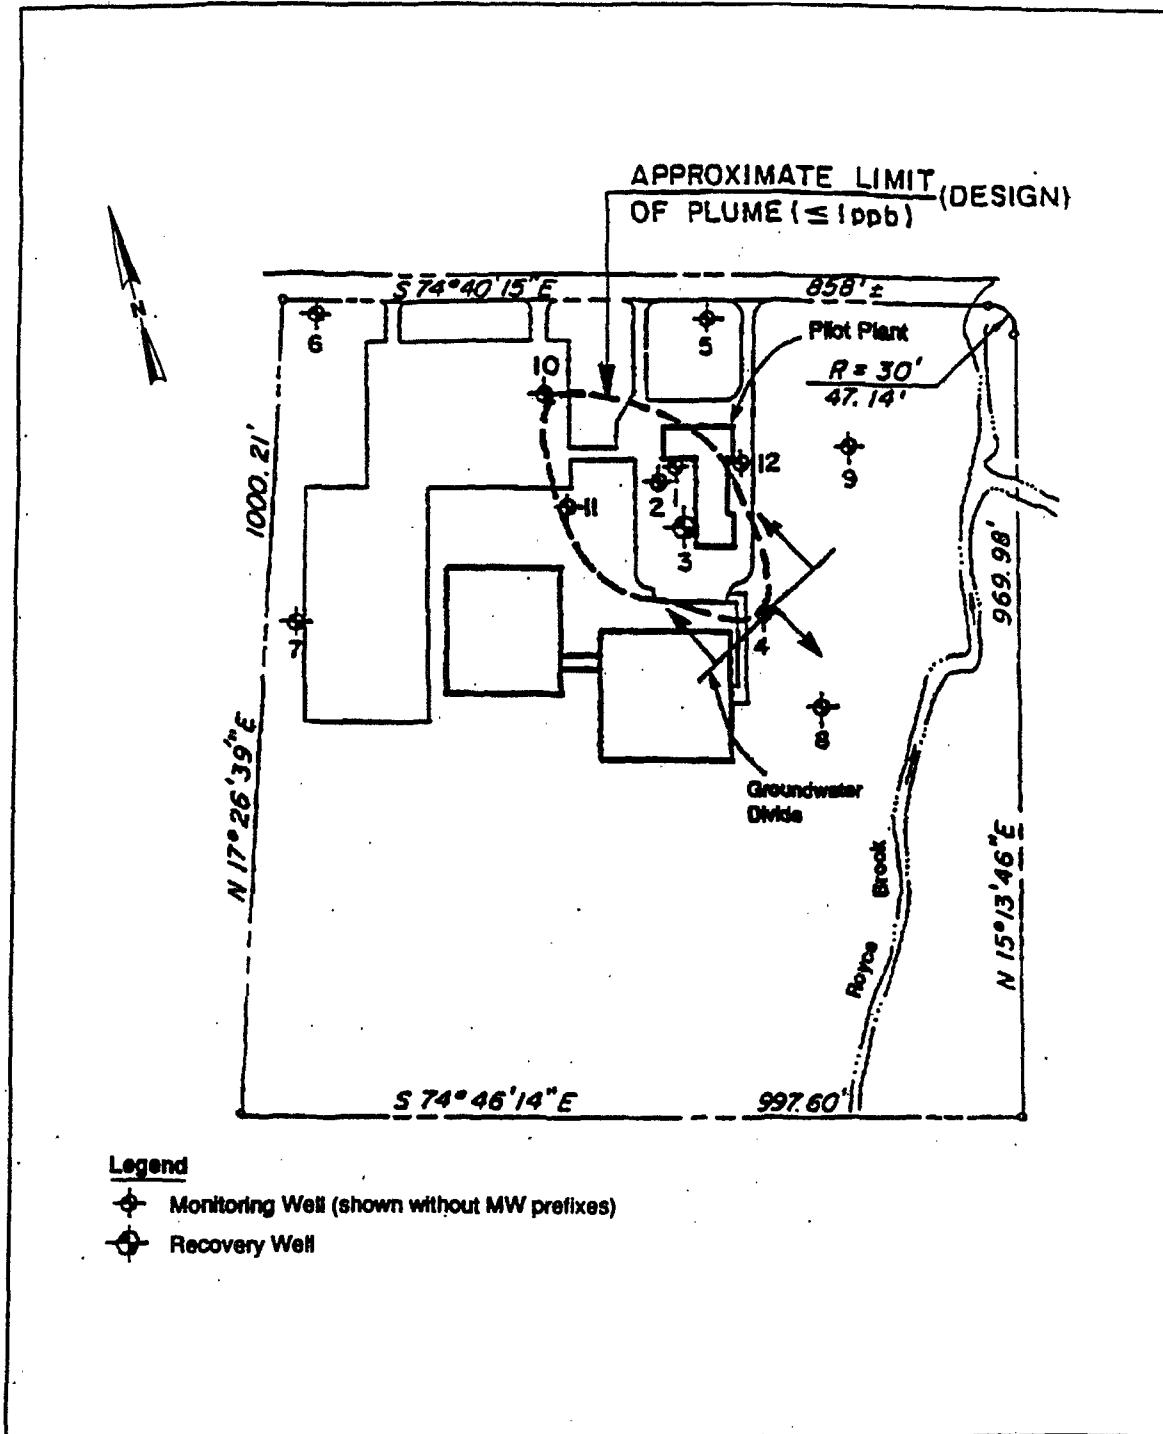 APPROXIMATE LIMIT
OF PLUME (≤ 1ppb)
(DESIGN)
N
S 74°40'15"E
858'±
6
5
Pilot Plant
10
R = 30'
47.14'
1000.21'
12
9
2
1
11
3
969.98'
7
4
8
N 17°26'39"E
Groundwater
Divide
Royce Brook
N 15°13'46"E
S 74°46'14"E
997.60'
Legend
Monitoring Well (shown without MW prefixes)
Recovery Well